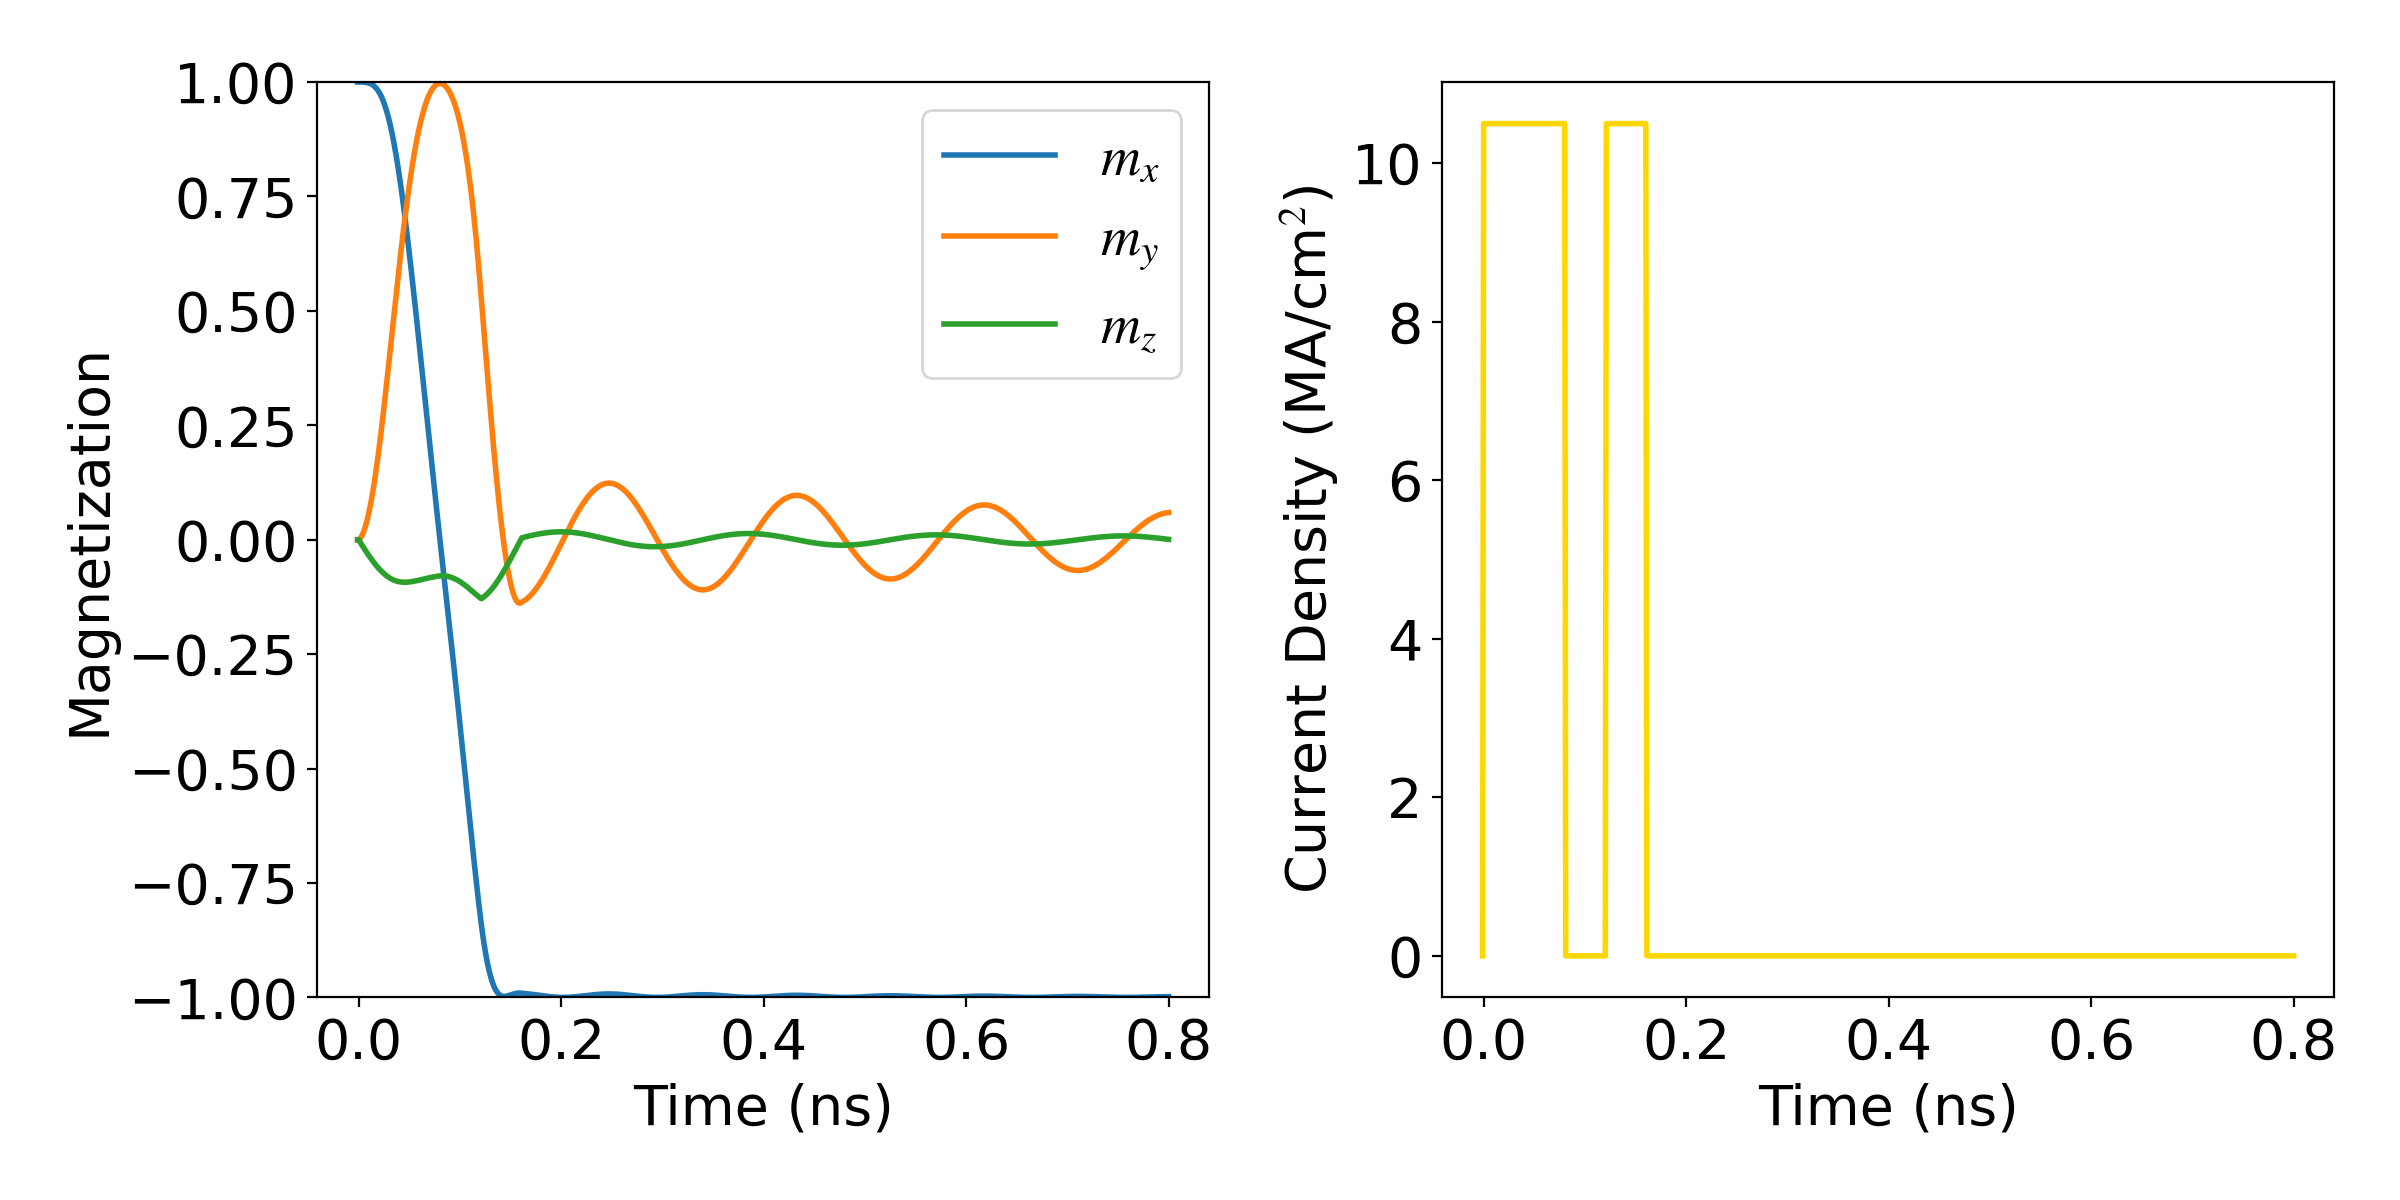 Magnetization
1.00
0.75
0.50
0.25
0.00
−0.25
−0.50
−0.75
−1.00
0.0 0.2 0.4 0.6 0.8
Time (ns)
m_x
m_y
m_z
Current Density (MA/cm²)
10
8
6
4
2
0
0.0 0.2 0.4 0.6 0.8
Time (ns)